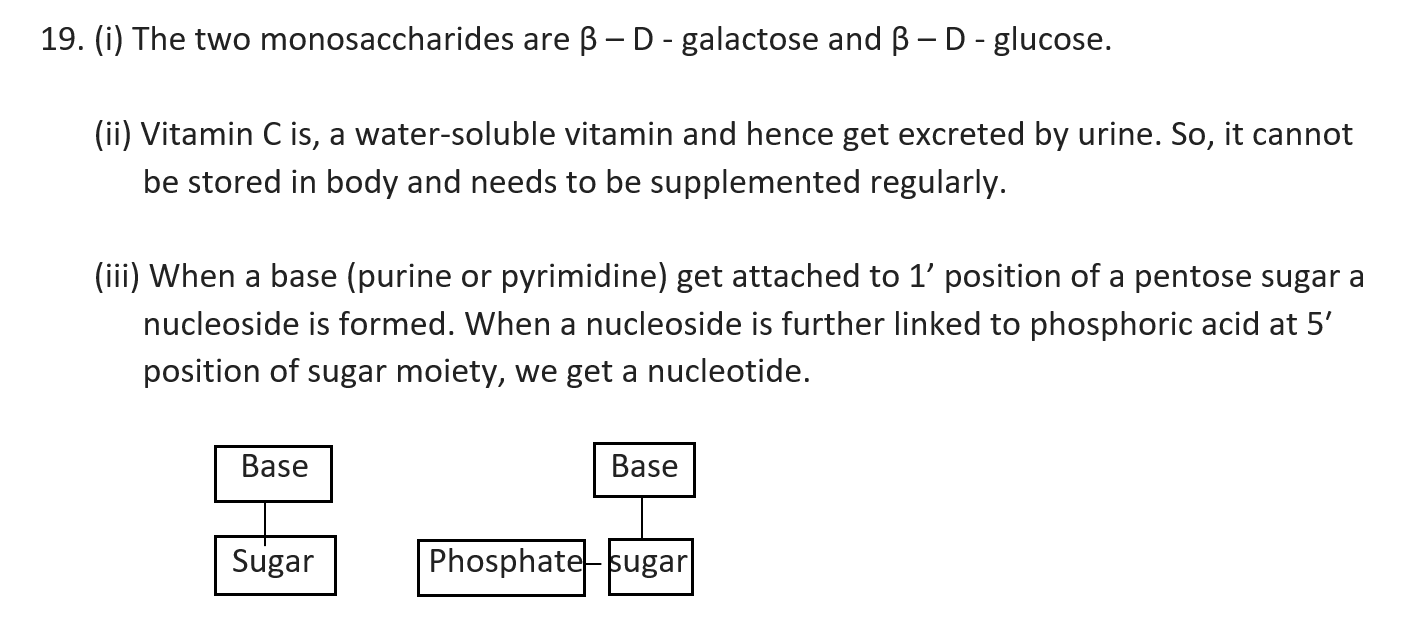 19. (i) The two monosaccharides are β – D - galactose and β – D - glucose.
(ii) Vitamin C is, a water-soluble vitamin and hence get excreted by urine. So, it cannot
be stored in body and needs to be supplemented regularly.
(iii) When a base (purine or pyrimidine) get attached to 1′ position of a pentose sugar a
nucleoside is formed. When a nucleoside is further linked to phosphoric acid at 5′
position of sugar moiety, we get a nucleotide.
Base
Sugar
Base
Phosphate – sugar